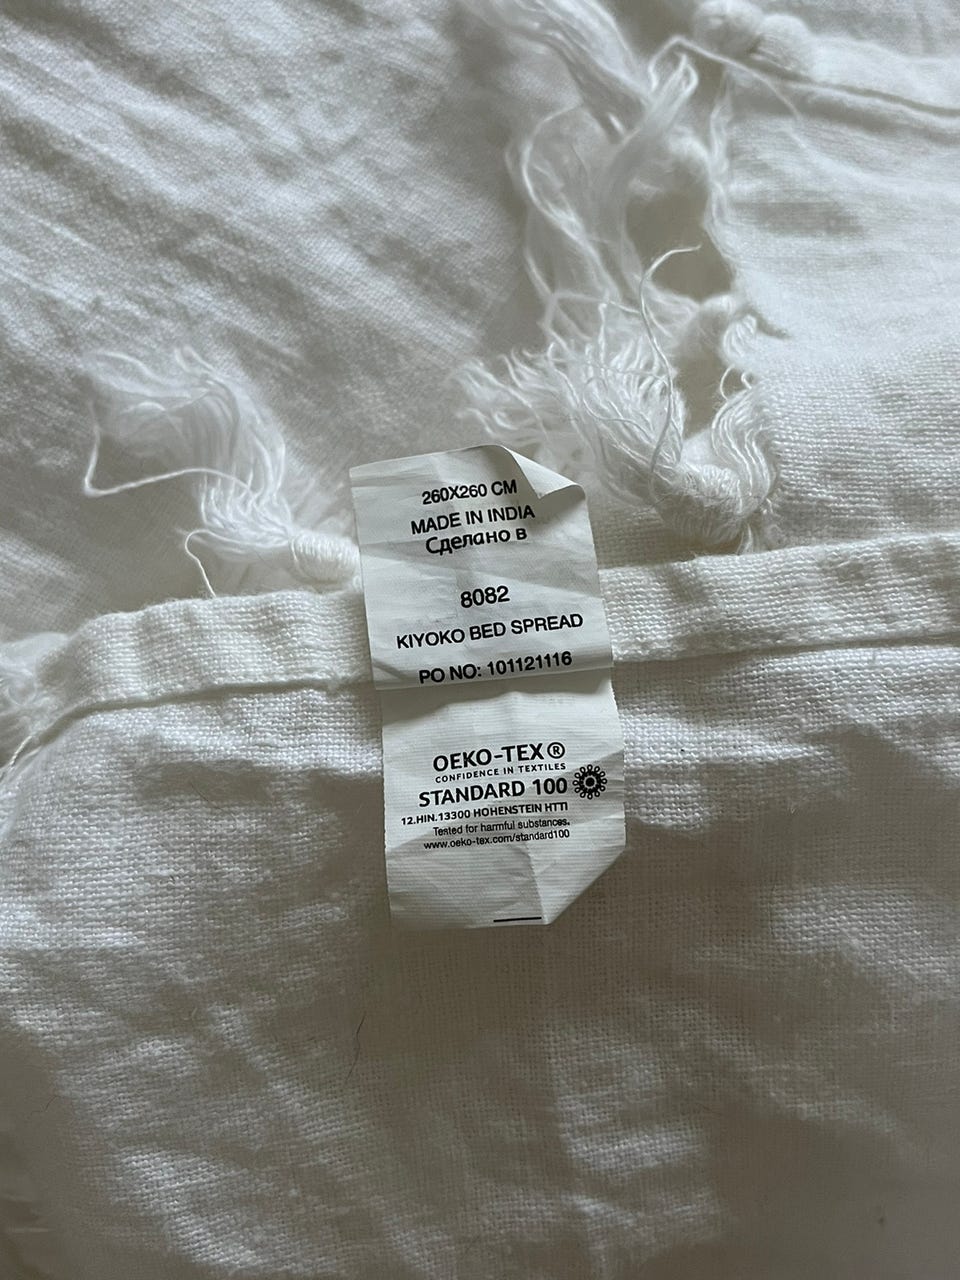 260X260 CM
MADE IN INDIA
Сделано в
8082
KIYOKO BED SPREAD
PO NO: 101121116
OEKO-TEX®
CONFIDENCE IN TEXTILES
STANDARD 100
12.HIN.13300 HOHENSTEIN HTTI
Tested for harmful substances.
www.oeko-tex.com/standard100